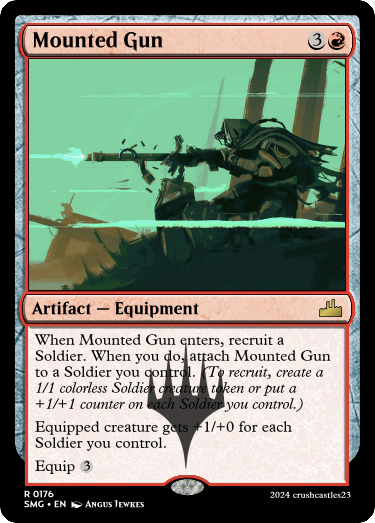 Mounted Gun 3
Artifact — Equipment
When Mounted Gun enters, recruit a
Soldier. When you do, attach Mounted Gun
to a Soldier you control. (To recruit, create a
1/1 colorless Soldier creature token or put a
+1/+1 counter on each Soldier you control.)
Equipped creature gets +1/+0 for each
Soldier you control.
Equip 3
R 0176
SMG • EN ANGUS JEWKES
2024 crushcastles23